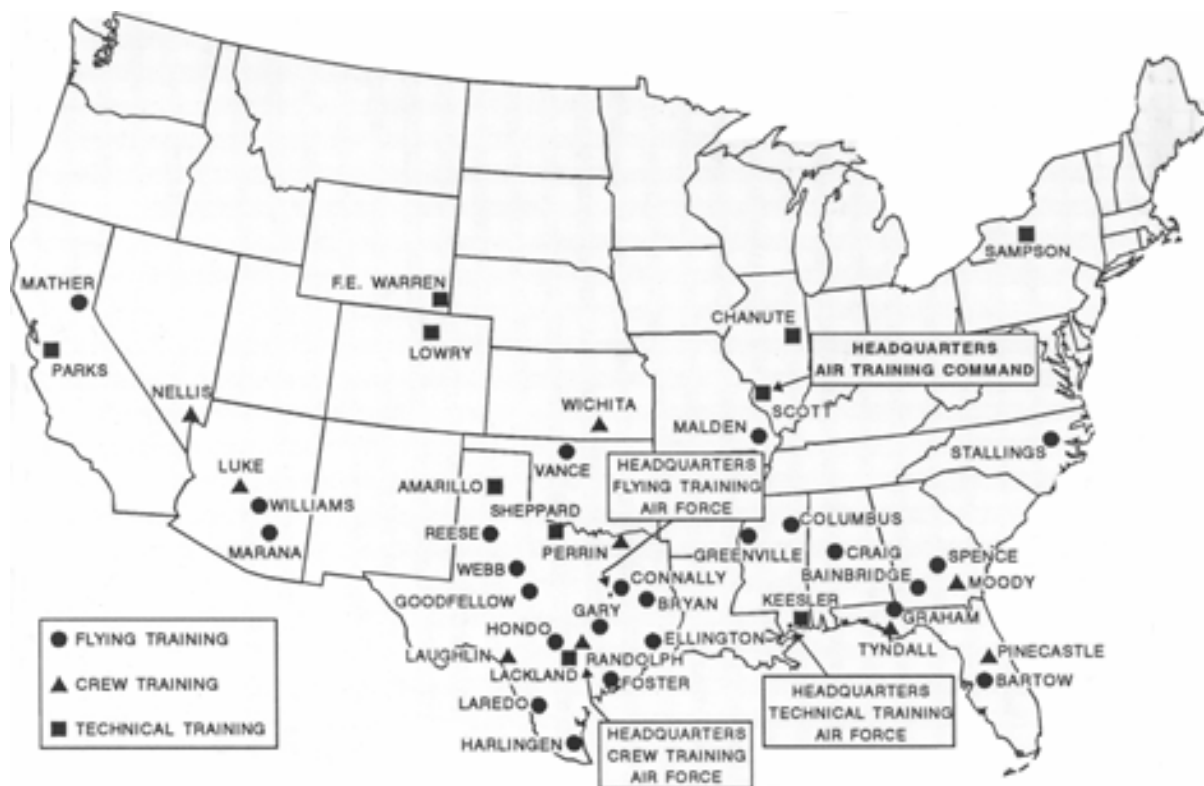 SAMPSON
MATHER
F.E. WARREN
CHANUTE
LOWRY
HEADQUARTERS
AIR TRAINING COMMAND
PARKS
NELLIS
WICHITA
SCOTT
MALDEN
STALLINGS
VANCE
HEADQUARTERS
FLYING TRAINING
AIR FORCE
LUKE
AMARILLO
WILLIAMS
SHEPPARD
COLUMBUS
REESE
MARANA
PERRIN
GREENVILLE
CRAIG
SPENCE
WEBB
BAINBRIDGE
MOODY
CONNALLY
GOODFELLOW
BRYAN
KEESLER
GARY
GRAHAM
FLYING TRAINING
HONDO
ELLINGTON
TYNDALL
LAUGHLIN
RANDOLPH
PINECASTLE
LACKLAND
CREW TRAINING
FOSTER
BARTOW
LAREDO
HEADQUARTERS
TECHNICAL TRAINING
AIR FORCE
TECHNICAL TRAINING
HARLINGEN
HEADQUARTERS
CREW TRAINING
AIR FORCE